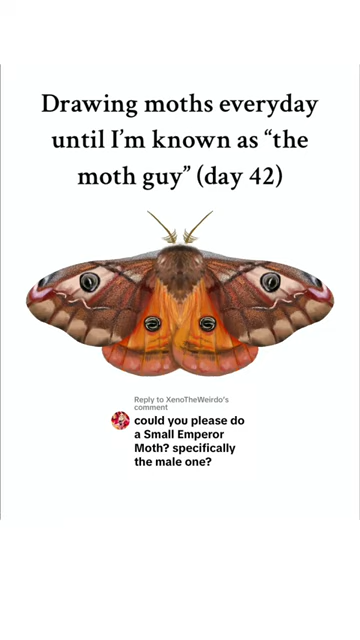 Drawing moths everyday
until I'm known as “the
moth guy” (day 42)
Reply to XenoTheWeirdo's
comment
could you please do
a Small Emperor
Moth? specifically
the male one?